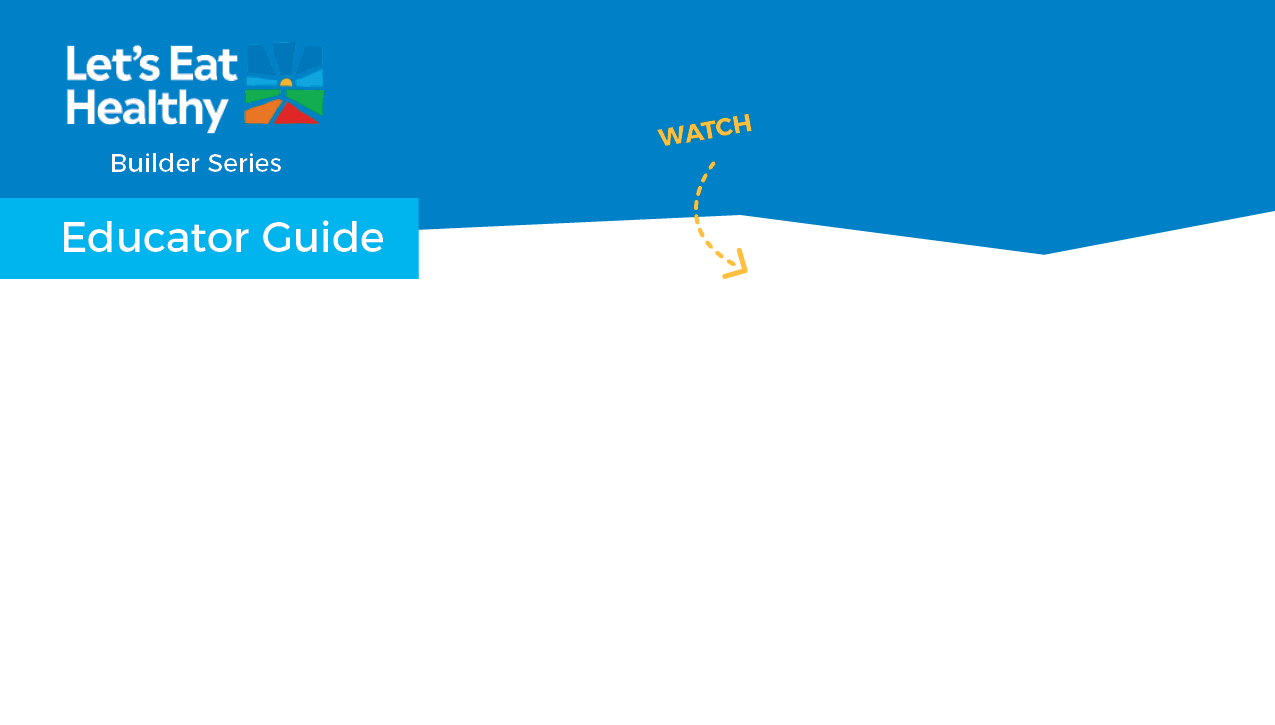 Let's Eat
Healthy
Builder Series
Educator Guide
WATCH